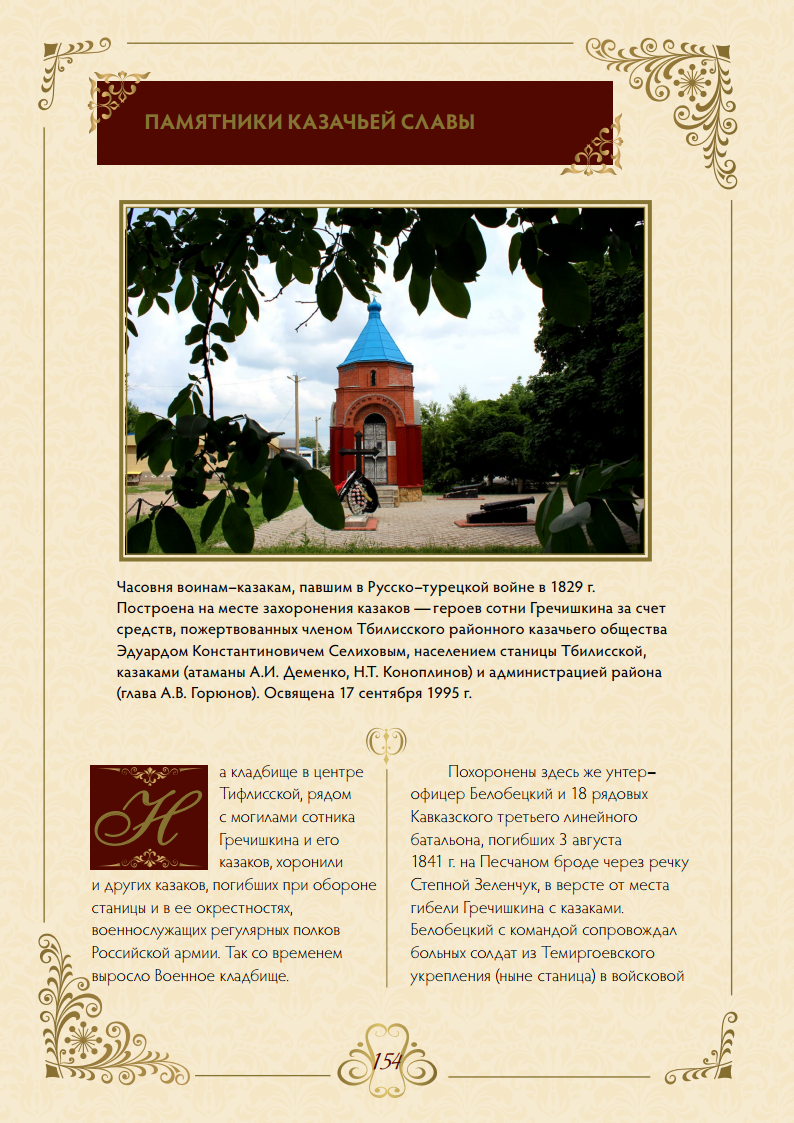 ПАМЯТНИКИ КАЗАЧЬЕЙ СЛАВЫ
Часовня воинам–казакам, павшим в Русско–турецкой войне в 1829 г.
Построена на месте захоронения казаков — героев сотни Гречишкина за счет
средств, пожертвованных членом Тбилисского районного казачьего общества
Эдуардом Константиновичем Селиховым, населением станицы Тбилисской,
казаками (атаманы А.И. Деменко, Н.Т. Коноплинов) и администрацией района
(глава А.В. Горюнов). Освящена 17 сентября 1995 г.
На кладбище в центре
Тифлисской, рядом
с могилами сотника
Гречишкина и его
казаков, хоронили
и других казаков, погибших при обороне
станицы и в ее окрестностях,
военнослужащих регулярных полков
Российской армии. Так со временем
выросло Военное кладбище.
Похоронены здесь же унтер–
офицер Белобецкий и 18 рядовых
Кавказского третьего линейного
батальона, погибших 3 августа
1841 г. на Песчаном броде через речку
Степной Зеленчук, в версте от места
гибели Гречишкина с казаками.
Белобецкий с командой сопровождал
больных солдат из Темиргоевского
укрепления (ныне станица) в войсковой
154